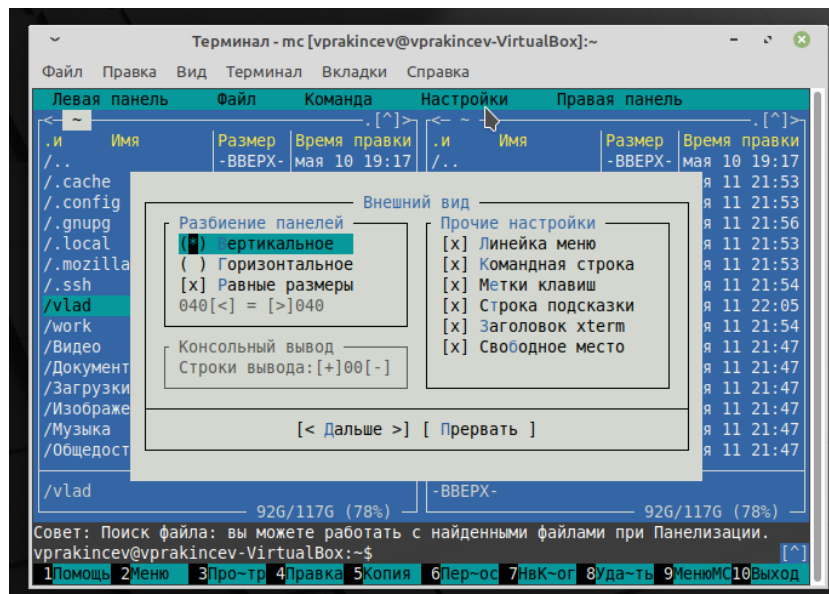 Терминал - mc [vprakincev@vprakincev-VirtualBox]:~
Файл Правка Вид Терминал Вкладки Справка
Левая панель Файл Команда Настройки Правая панель
<— ~ —.[^]> <— ~ —.[^]>
.и Имя Размер Время правки .и Имя Размер Время правки
/.. -ВВЕРХ- мая 10 19:17 /.. -ВВЕРХ- мая 10 19:17
/.cache я 11 21:53
/.config Внешний вид я 11 21:53
/.gnupg Разбиение панелей Прочие настройки я 11 21:56
/.local (*) Вертикальное [x] Линейка меню я 11 21:53
/.mozilla ( ) Горизонтальное [x] Командная строка я 11 21:53
/.ssh [x] Равные размеры [x] Метки клавиш я 11 21:54
/vlad 040[<] = [>]040 [x] Строка подсказки я 11 22:05
/work [x] Заголовок xterm я 11 21:54
/Видео Консольный вывод [x] Свободное место я 11 21:47
/Документ Строки вывода:[+]00[-] я 11 21:47
/Загрузки я 11 21:47
/Изображе я 11 21:47
/Музыка [< Дальше >] [ Прервать ] я 11 21:47
/Общедост я 11 21:47
/vlad -ВВЕРХ-
92G/117G (78%) 92G/117G (78%)
Совет: Поиск файла: вы можете работать с найденными файлами при Панелизации.
vprakincev@vprakincev-VirtualBox:~$ [^]
1Помощь 2Меню 3Про~тр 4Правка 5Копия 6Пер~ос 7НвК~ог 8Уда~ть 9МенюMC10Выход